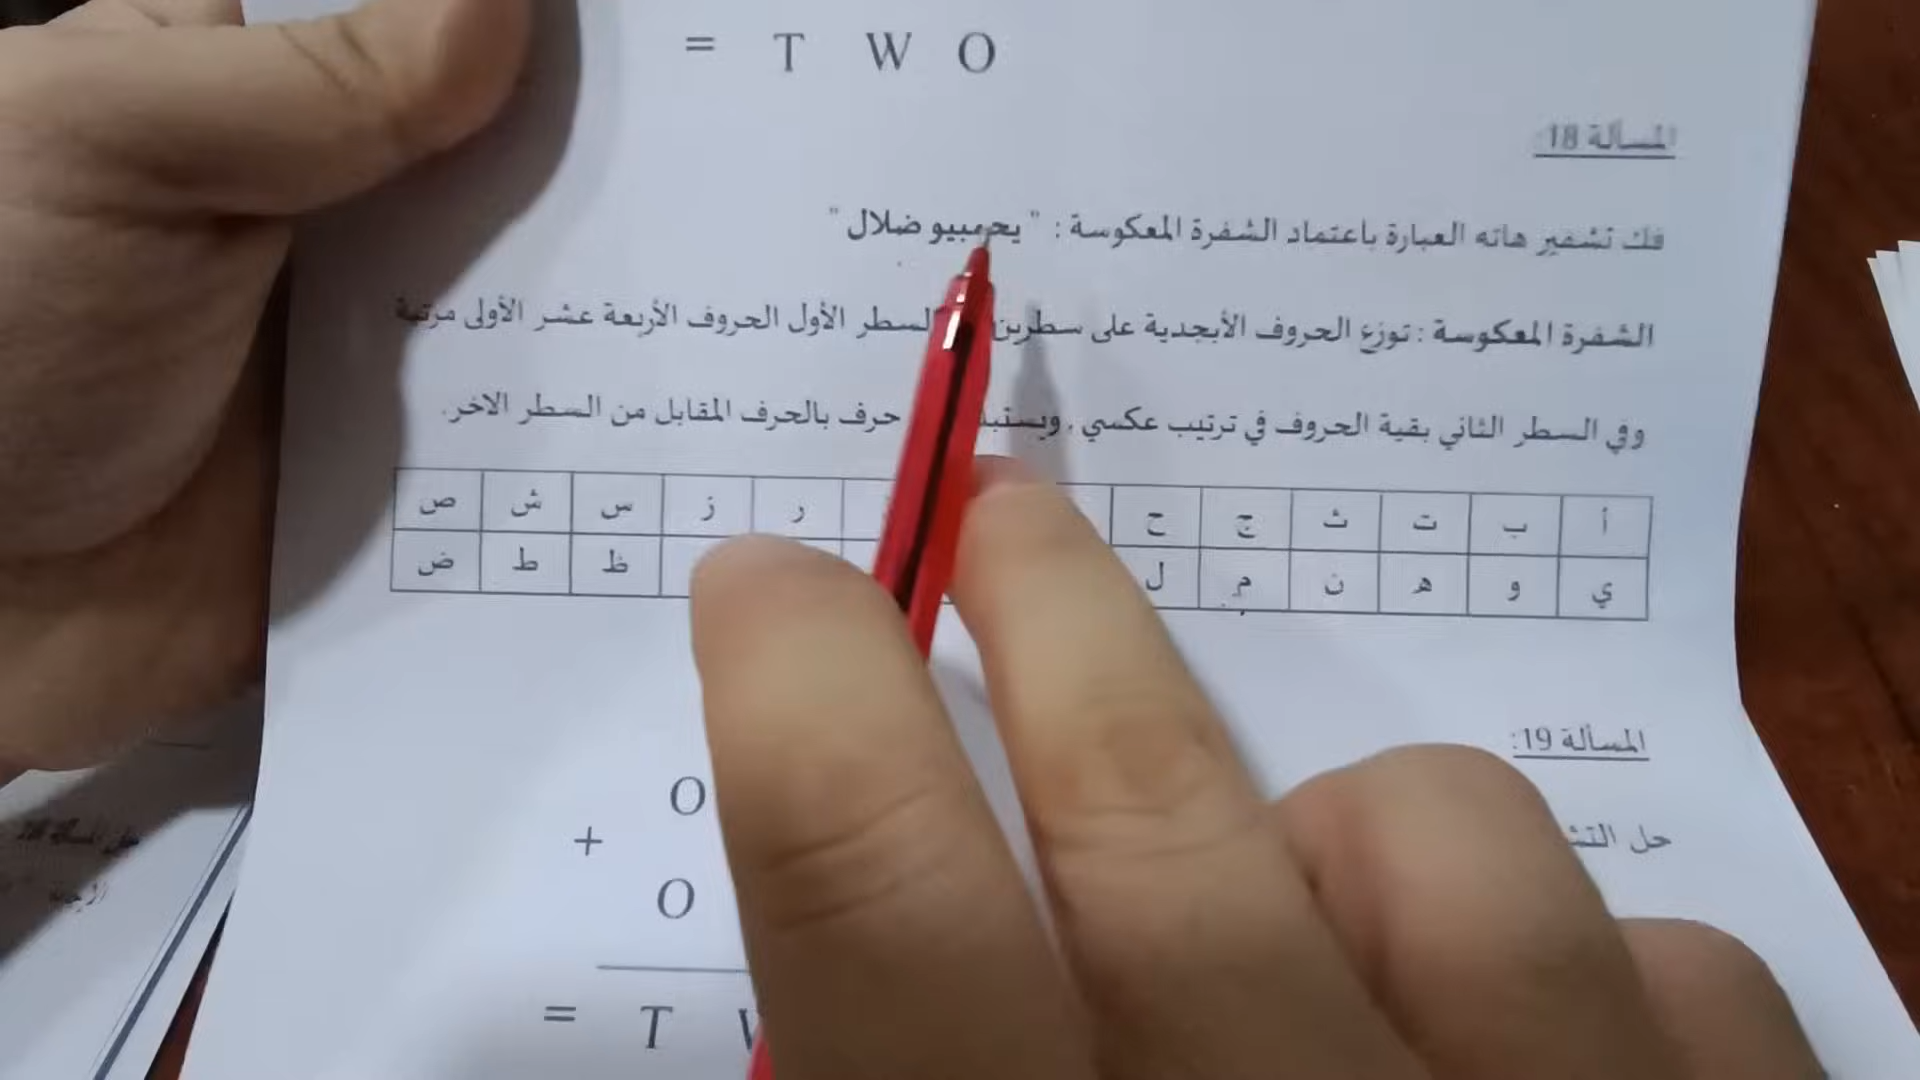 = T W O
المسألة 18:
فك تشفير هاته العبارة باعتماد الشفرة المعكوسة : " يحمبيو ضلال "
الشفرة المعكوسة : توزع الحروف الأبجدية على سطرين السطر الأول الحروف الأربعة عشر الأولى مرتبة
وفي السطر الثاني بقية الحروف في ترتيب عكسي . حرف بالحرف المقابل من السطر الاخر.
أ ب ت ث ج ح ر ز س ش ص
ي و ه ن م ل ظ ط ض
المسألة 19:
حل
O
+
O
= T